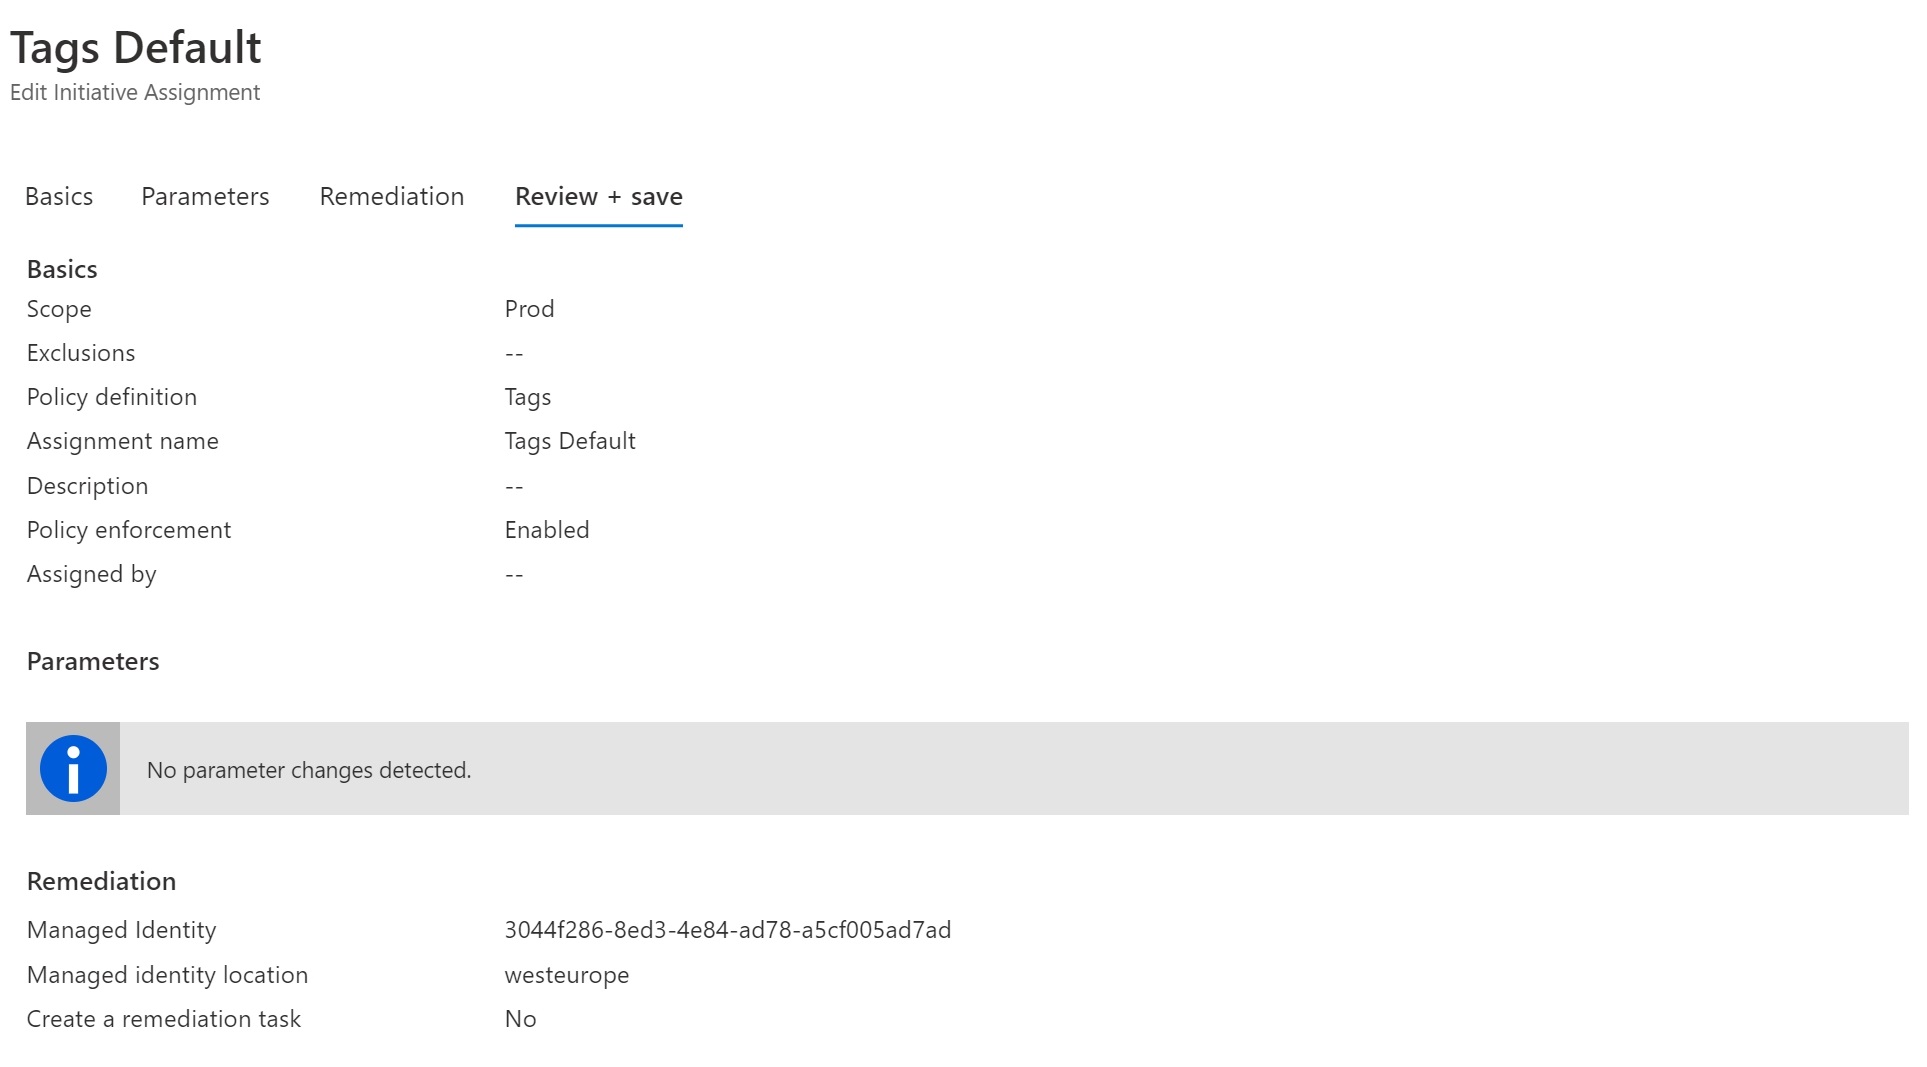 Tags Default
Edit Initiative Assignment
Basics Parameters Remediation Review + save
Basics
Scope Prod
Exclusions --
Policy definition Tags
Assignment name Tags Default
Description --
Policy enforcement Enabled
Assigned by --
Parameters
No parameter changes detected.
Remediation
Managed Identity 3044f286-8ed3-4e84-ad78-a5cf005ad7ad
Managed identity location westeurope
Create a remediation task No